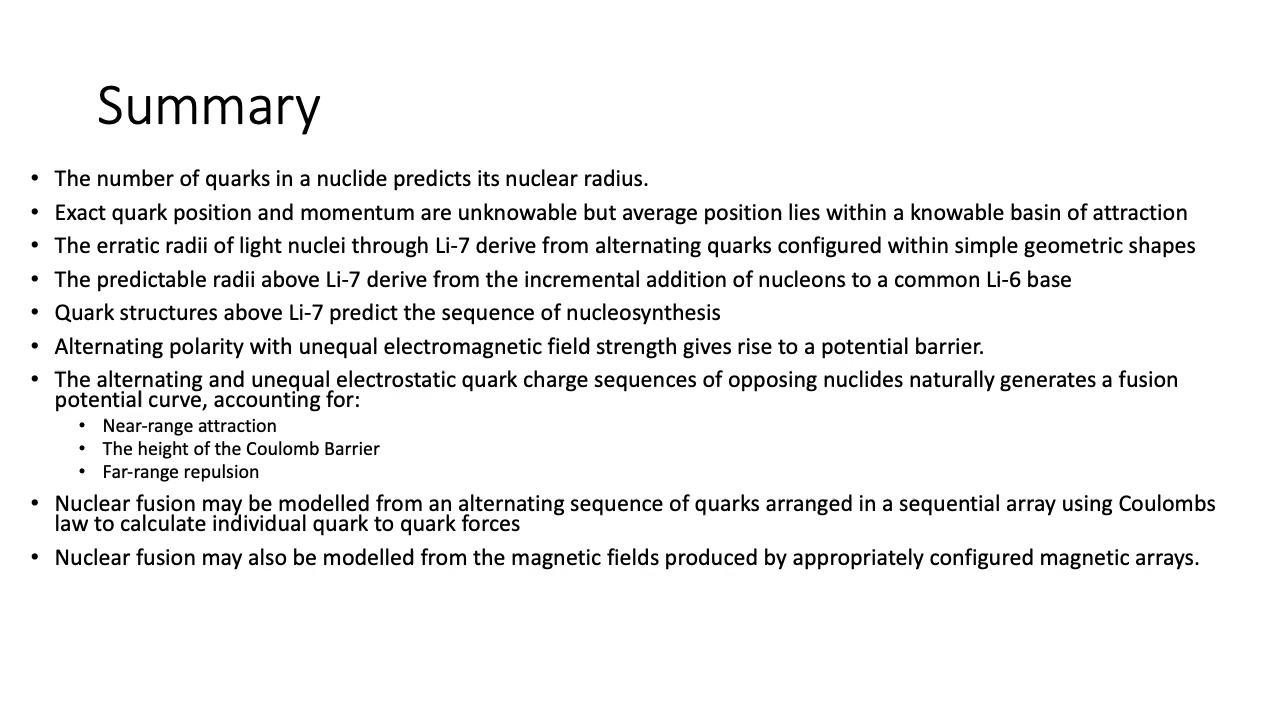 Summary
• The number of quarks in a nuclide predicts its nuclear radius.
• Exact quark position and momentum are unknowable but average position lies within a knowable basin of attraction
• The erratic radii of light nuclei through Li-7 derive from alternating quarks configured within simple geometric shapes
• The predictable radii above Li-7 derive from the incremental addition of nucleons to a common Li-6 base
• Quark structures above Li-7 predict the sequence of nucleosynthesis
• Alternating polarity with unequal electromagnetic field strength gives rise to a potential barrier.
• The alternating and unequal electrostatic quark charge sequences of opposing nuclides naturally generates a fusion
potential curve, accounting for:
• Near-range attraction
• The height of the Coulomb Barrier
• Far-range repulsion
• Nuclear fusion may be modelled from an alternating sequence of quarks arranged in a sequential array using Coulombs
law to calculate individual quark to quark forces
• Nuclear fusion may also be modelled from the magnetic fields produced by appropriately configured magnetic arrays.